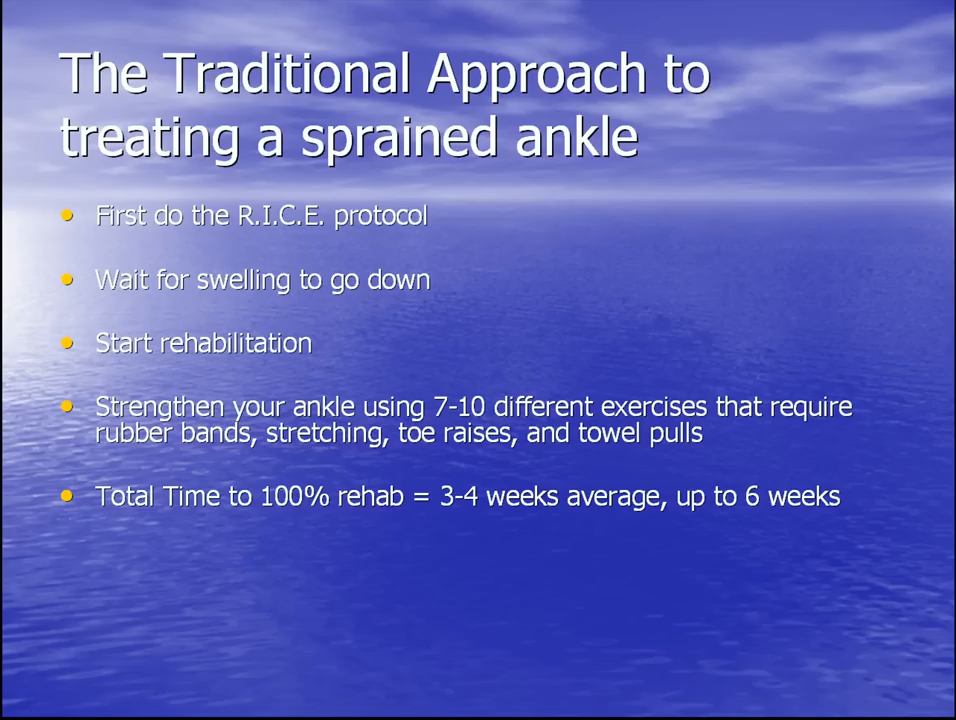 The Traditional Approach to
treating a sprained ankle
• First do the R.I.C.E. protocol
• Wait for swelling to go down
• Start rehabilitation
• Strengthen your ankle using 7-10 different exercises that require
rubber bands, stretching, toe raises, and towel pulls
• Total Time to 100% rehab = 3-4 weeks average, up to 6 weeks